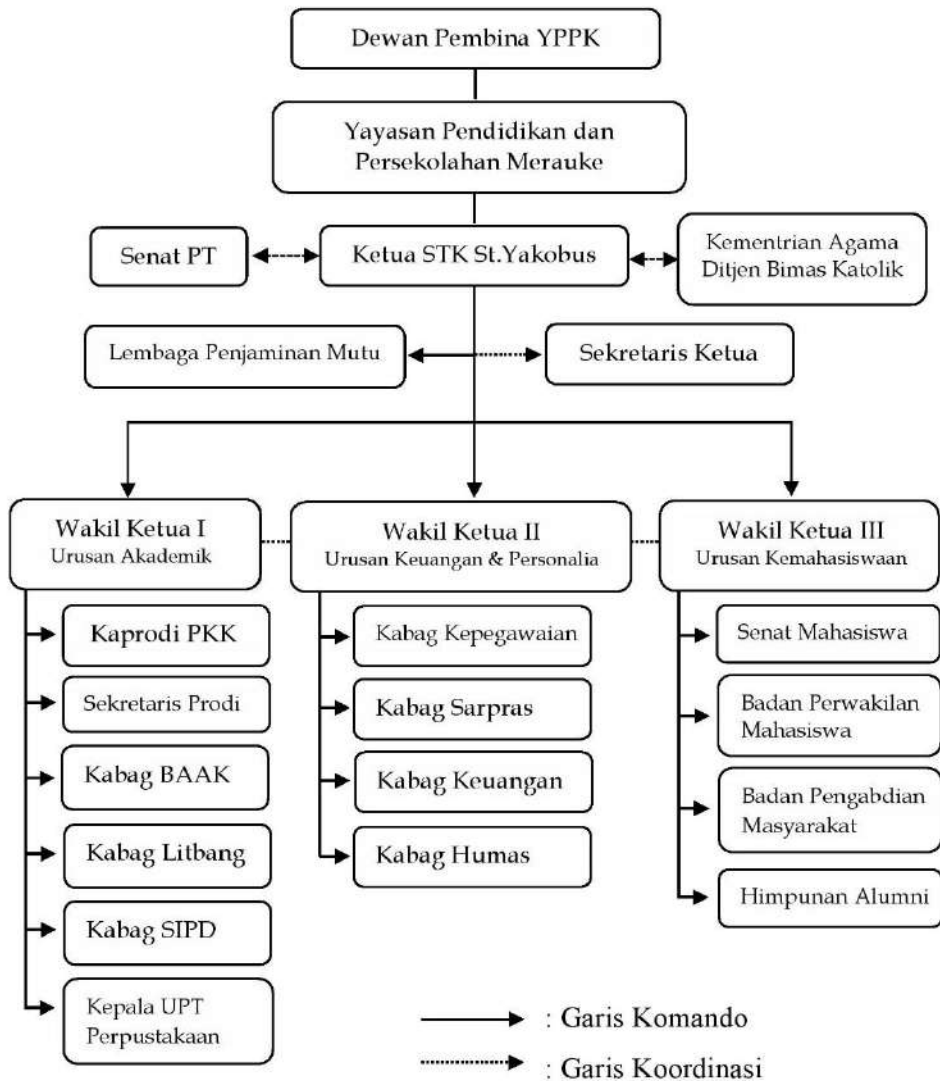 Dewan Pembina YPPK
Yayasan Pendidikan dan
Persekolahan Merauke
Senat PT
Ketua STK St.Yakobus
Kementrian Agama
Ditjen Bimas Katolik
Lembaga Penjaminan Mutu
Sekretaris Ketua
Wakil Ketua I
Urusan Akademik
Wakil Ketua II
Urusan Keuangan & Personalia
Wakil Ketua III
Urusan Kemahasiswaan
Kaprodi PKK
Sekretaris Prodi
Kabag BAAK
Kabag Litbang
Kabag SIPD
Kepala UPT
Perpustakaan
Kabag Kepegawaian
Kabag Sarpras
Kabag Keuangan
Kabag Humas
Senat Mahasiswa
Badan Perwakilan
Mahasiswa
Badan Pengabdian
Masyarakat
Himpunan Alumni
: Garis Komando
: Garis Koordinasi